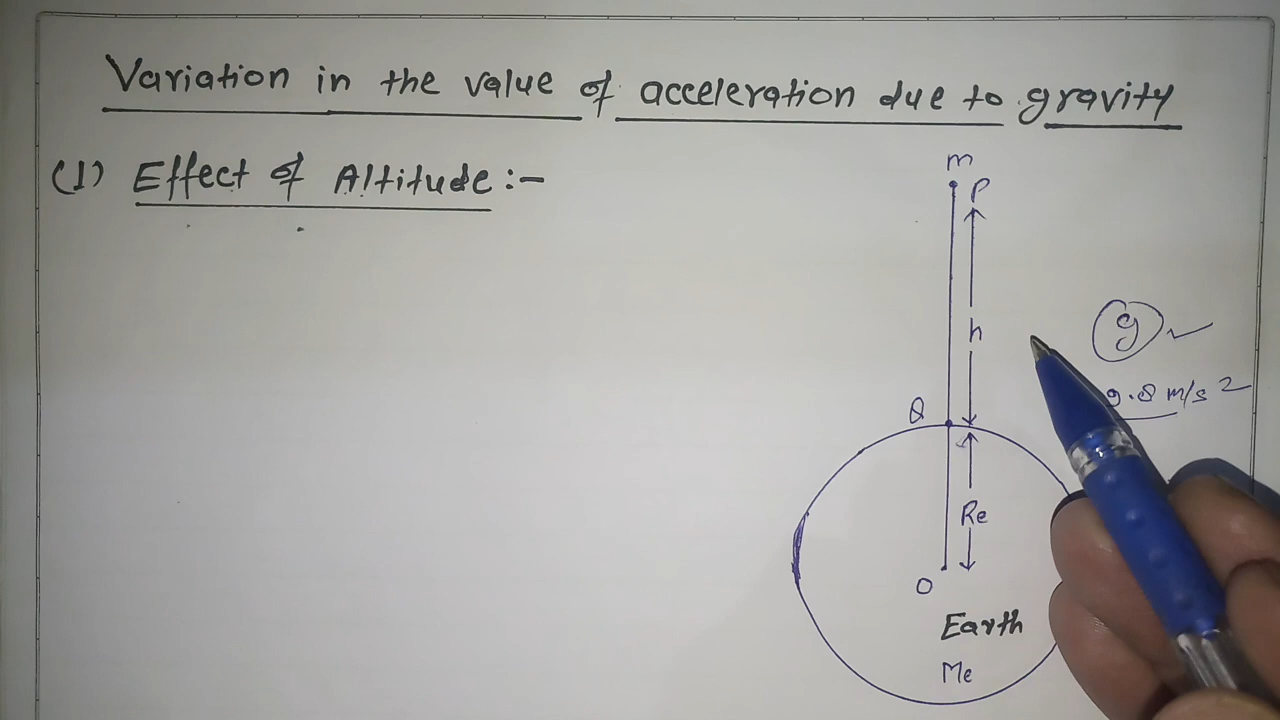 Variation in the value of acceleration due to gravity
(1) Effect of Altitude :-
m
P
h
g
9.8 m/s²
Q
Re
O
Earth
Me